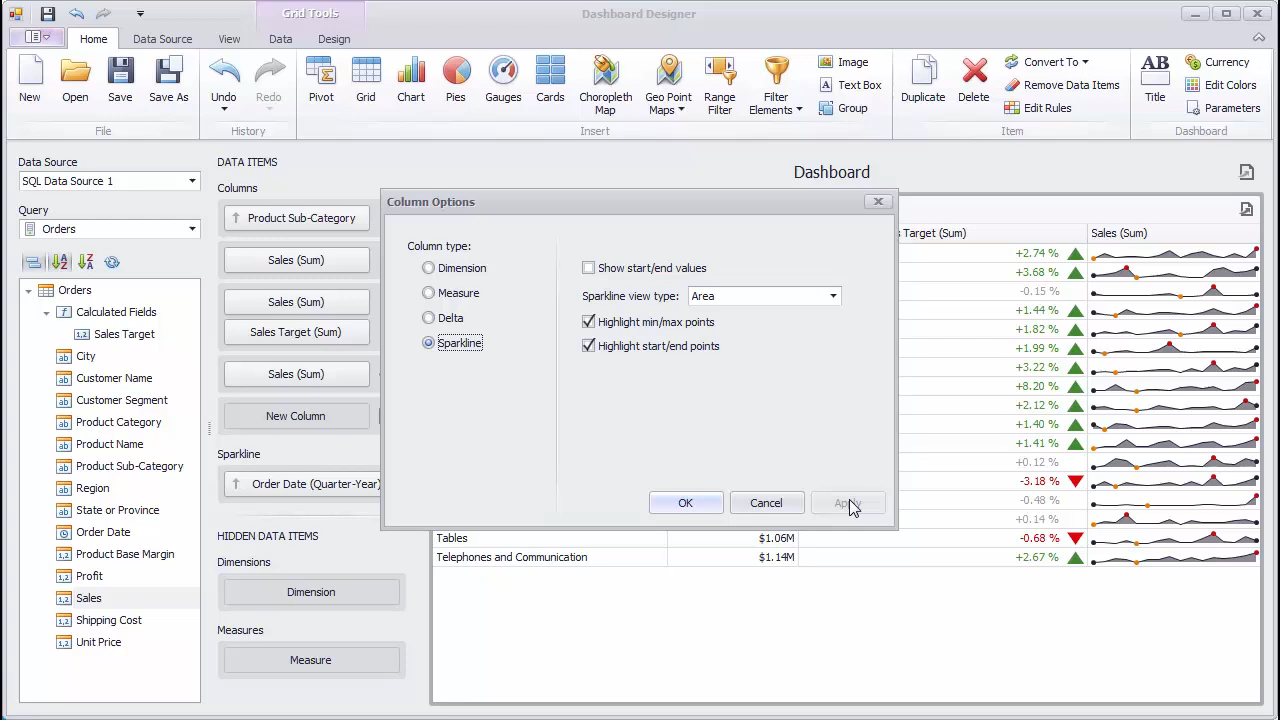 Grid Tools
Dashboard Designer
Home
Data Source
View
Data
Design
New
Open
Save
Save As
File
Undo
Redo
History
Pivot
Grid
Chart
Pies
Gauges
Cards
Choropleth
Map
Geo Point
Maps
Range
Filter
Filter
Elements
Image
Text Box
Group
Insert
Duplicate
Delete
Convert To
Remove Data Items
Edit Rules
Item
AB
Title
Currency
Edit Colors
Parameters
Dashboard
Data Source
SQL Data Source 1
Query
Orders
Orders
Calculated Fields
Sales Target
City
Customer Name
Customer Segment
Product Category
Product Name
Product Sub-Category
Region
State or Province
Order Date
Product Base Margin
Profit
Sales
Shipping Cost
Unit Price
DATA ITEMS
Columns
Product Sub-Category
Sales (Sum)
Sales (Sum)
Sales Target (Sum)
Sales (Sum)
New Column
Sparkline
Order Date (Quarter-Year)
HIDDEN DATA ITEMS
Dimensions
Dimension
Measures
Measure
Dashboard
Column Options
Column type:
Dimension
Measure
Delta
Sparkline
Show start/end values
Sparkline view type: Area
Highlight min/max points
Highlight start/end points
OK
Cancel
s Target (Sum)
Sales (Sum)
+2.74 %
+3.68 %
-0.15 %
+1.44 %
+1.82 %
+1.99 %
+3.22 %
+8.20 %
+2.12 %
+1.40 %
+1.41 %
+0.12 %
-3.18 %
-0.48 %
+0.14 %
Tables $1.06M -0.68 %
Telephones and Communication $1.14M +2.67 %